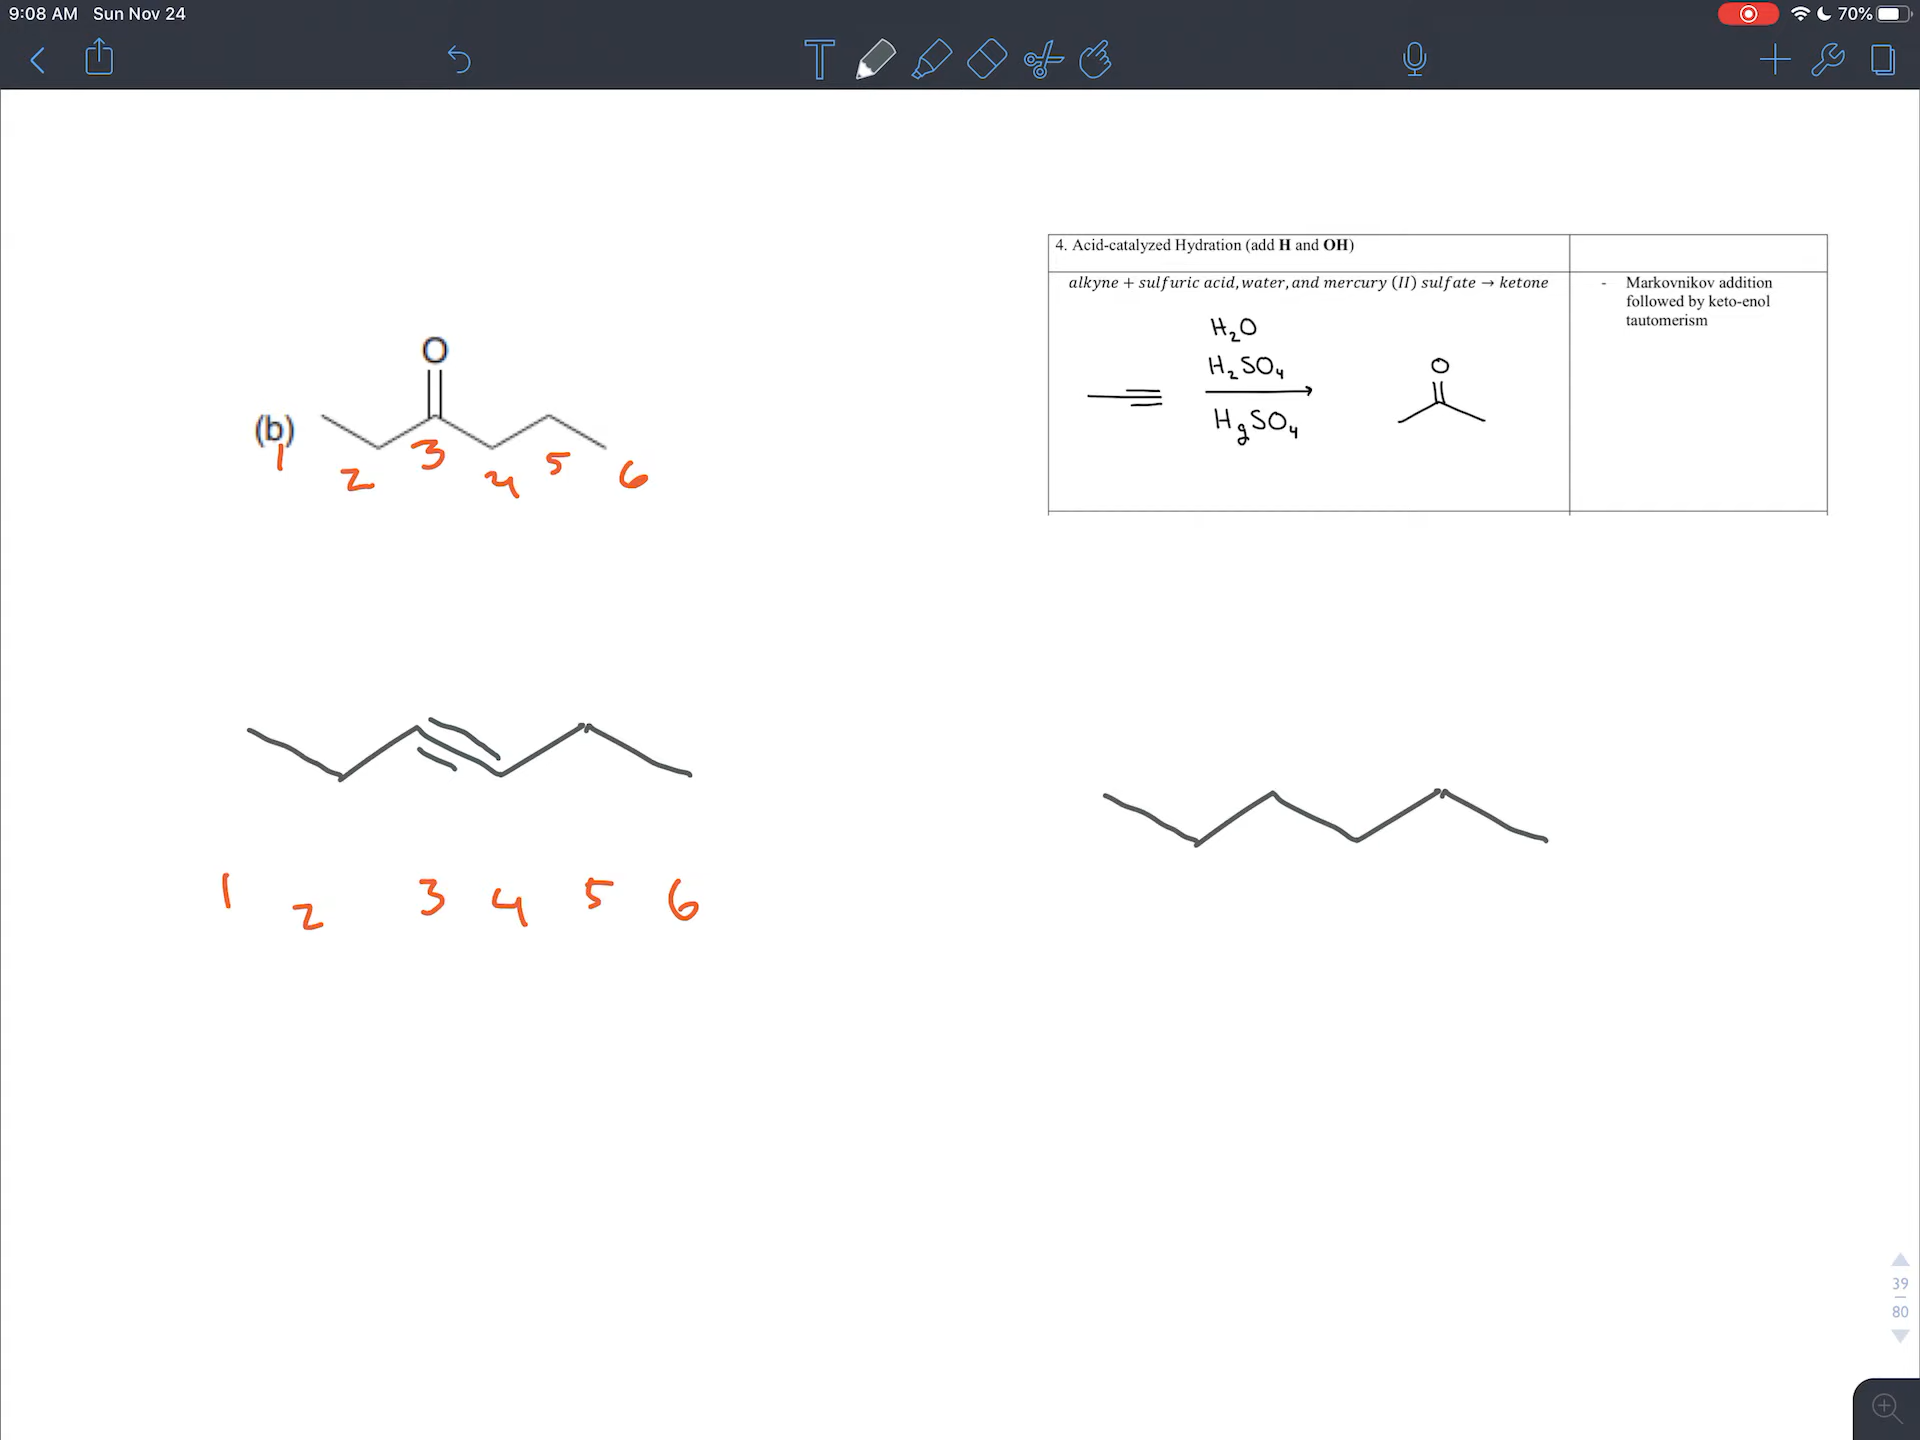 9:08 AM Sun Nov 24
70%
4. Acid-catalyzed Hydration (add H and OH)
alkyne + sulfuric acid, water, and mercury (II) sulfate → ketone
- Markovnikov addition
followed by keto-enol
tautomerism
H₂O
H₂SO₄
HgSO₄
O
O
(b)
1 2 3 4 5 6
1 2 3 4 5 6
39
80